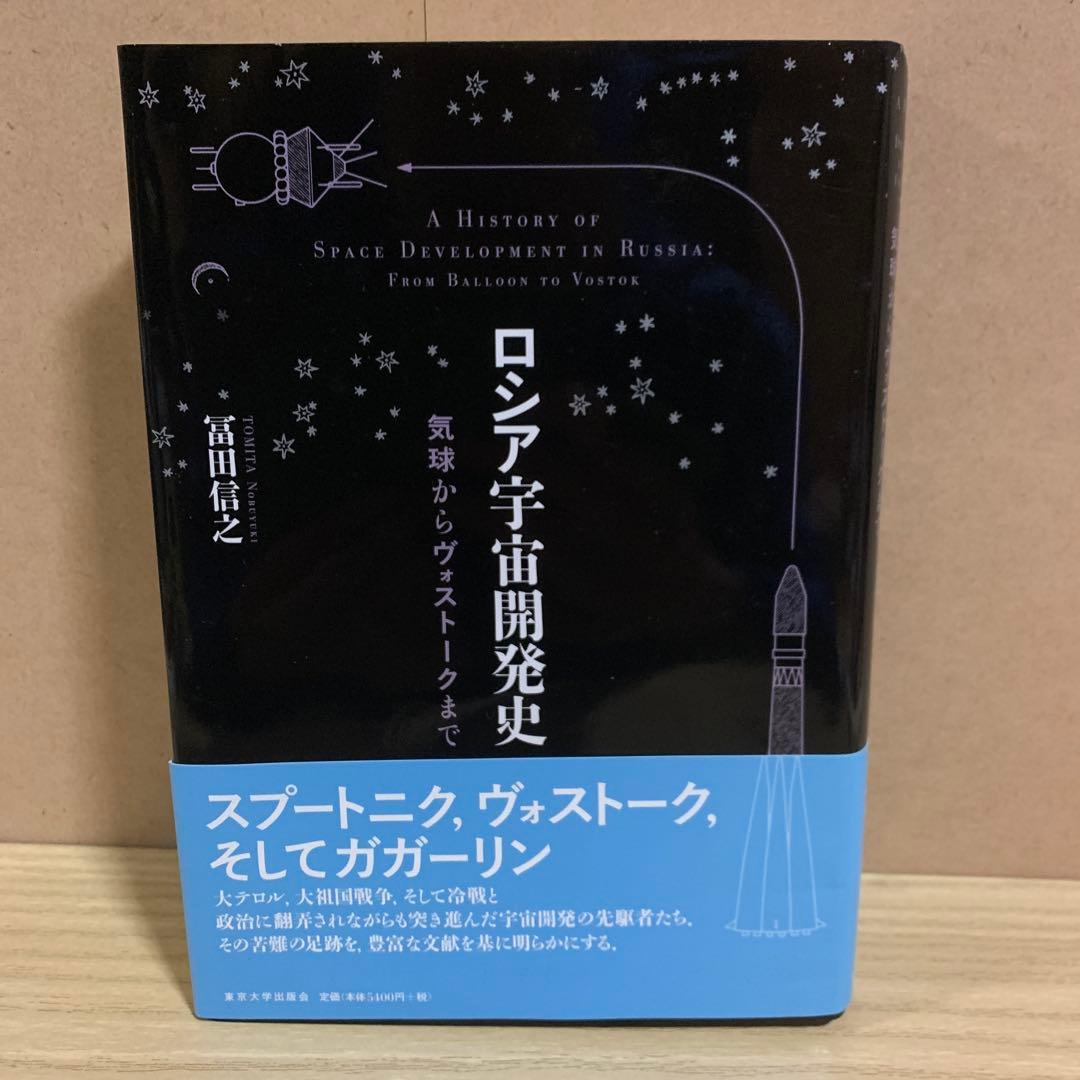 A HISTORY OF
SPACE DEVELOPMENT IN RUSSIA:
FROM BALLOON TO VOSTOK
ロシア宇宙開発史
気球からヴォストークまで
冨田信之
TOMITA NOBUYUKI
スプートニク, ヴォストーク,
そしてガガーリン
大テロル, 大祖国戦争, そして冷戦と
政治に翻弄されながらも突き進んだ宇宙開発の先駆者たち.
その苦難の足跡を, 豊富な文献を基に明らかにする.
東京大学出版会 定価(本体5400円+税)